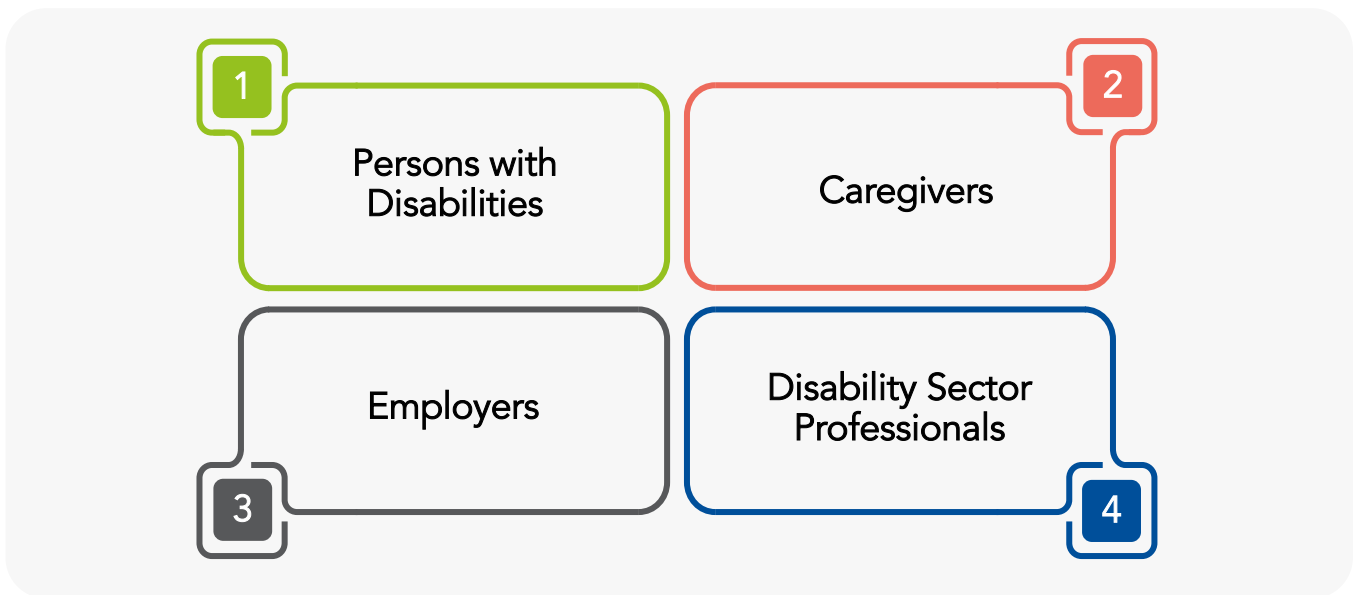 1
Persons with
Disabilities
2
Caregivers
3
Employers
4
Disability Sector
Professionals